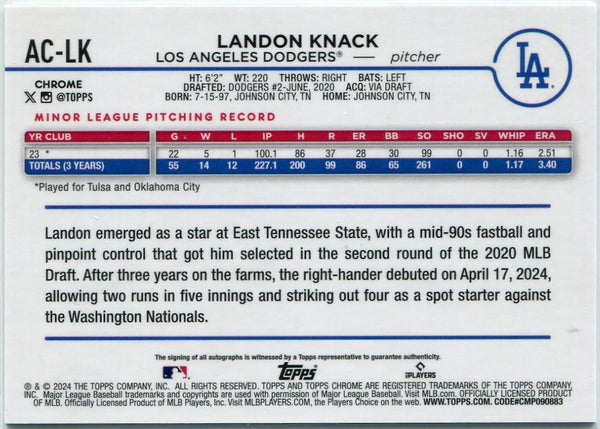 AC-LK
LANDON KNACK
LOS ANGELES DODGERS® — pitcher
LA
CHROME
X @TOPPS
HT: 6'2" WT: 220 THROWS: RIGHT BATS: LEFT
DRAFTED: DODGERS #2-JUNE, 2020 ACQ: VIA DRAFT
BORN: 7-15-97, JOHNSON CITY, TN HOME: JOHNSON CITY, TN
MINOR LEAGUE PITCHING RECORD
YR CLUB G W L IP H R ER BB SO SHO SV WHIP ERA
23 * 22 5 1 100.1 86 37 28 30 99 0 0 1.16 2.51
TOTALS (3 YEARS) 55 14 12 227.1 200 99 86 65 261 0 0 1.17 3.40
*Played for Tulsa and Oklahoma City
Landon emerged as a star at East Tennessee State, with a mid-90s fastball and
pinpoint control that got him selected in the second round of the 2020 MLB
Draft. After three years on the farms, the right-hander debuted on April 17, 2024,
allowing two runs in five innings and striking out four as a spot starter against
the Washington Nationals.
The signing of all autographs is witnessed by a Topps representative to guarantee authenticity.
Topps
PLAYERS
® & © 2024 THE TOPPS COMPANY, INC. ALL RIGHTS RESERVED. TOPPS AND TOPPS CHROME ARE REGISTERED TRADEMARKS OF THE TOPPS COMPANY,
INC. Major League Baseball trademarks and copyrights are used with permission of Major League Baseball. Visit MLB.com. OFFICIALLY LICENSED PRODUCT
OF MLB. Officially Licensed Product of MLB Players, Inc. Visit MLBPLAYERS.com, the Players Choice on the web. WWW.TOPPS.COM. CODE#CMP090883